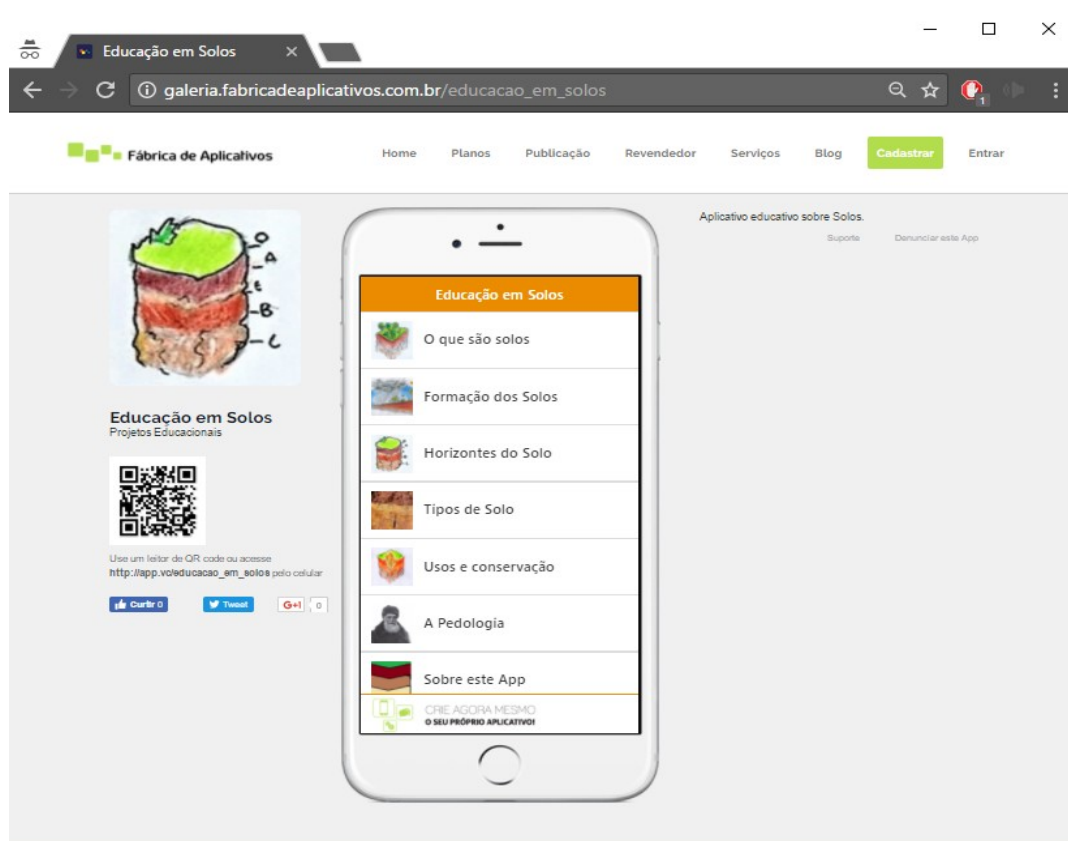 Educação em Solos
galeria.fabricadeaplicativos.com.br/educacao_em_solos
1
Fábrica de Aplicativos
Home Planos Publicação Revendedor Serviços Blog Cadastrar Entrar
Aplicativo educativo sobre Solos.
Suporte Denunciar este App
O
A
E
B
C
Educação em Solos
Projetos Educacionais
Use um leitor de QR code ou acesse
http://app.vc/educacao_em_solos pelo celular
Curtir 0 Tweet G+1 0
Educação em Solos
O que são solos
Formação dos Solos
Horizontes do Solo
Tipos de Solo
Usos e conservação
A Pedologia
Sobre este App
CRIE AGORA MESMO
O SEU PRÓPRIO APLICATIVO!